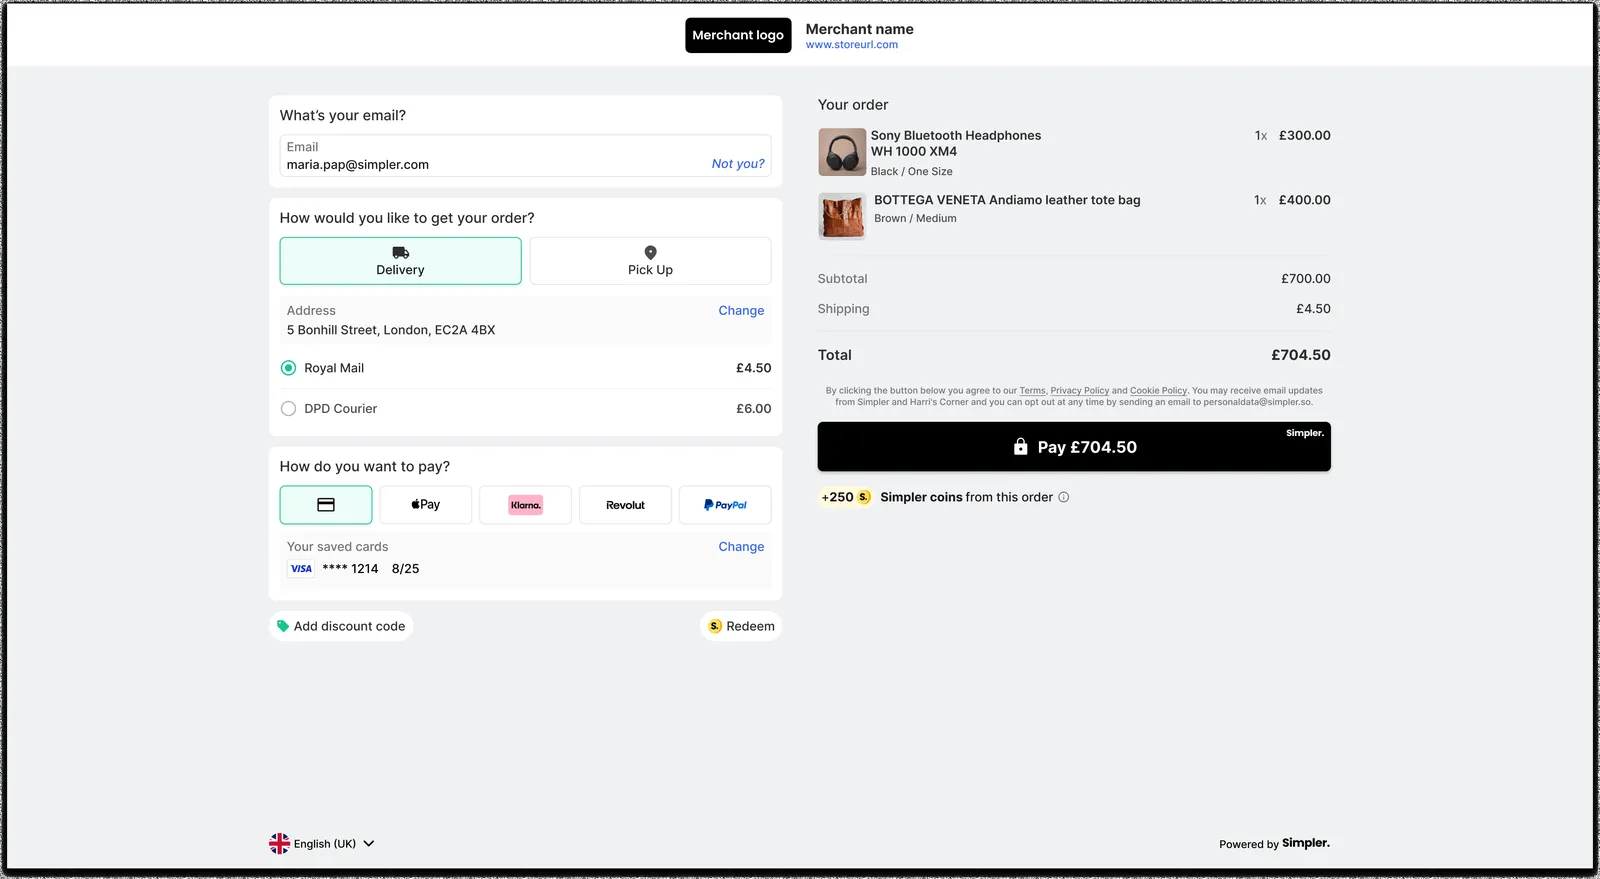 Merchant logo
Merchant name
www.storeurl.com
What's your email?
Email
maria.pap@simpler.com
Not you?
How would you like to get your order?
Delivery
Pick Up
Address
Change
5 Bonhill Street, London, EC2A 4BX
Royal Mail £4.50
DPD Courier £6.00
How do you want to pay?
Pay
Klarna.
Revolut
PayPal
Your saved cards
Change
VISA **** 1214 8/25
Add discount code
S. Redeem
Your order
Sony Bluetooth Headphones 1x £300.00
WH 1000 XM4
Black / One Size
BOTTEGA VENETA Andiamo leather tote bag 1x £400.00
Brown / Medium
Subtotal £700.00
Shipping £4.50
Total £704.50
By clicking the button below you agree to our Terms, Privacy Policy and Cookie Policy. You may receive email updates
from Simpler and Harri's Corner and you can opt out at any time by sending an email to personaldata@simpler.so.
Simpler.
Pay £704.50
+250 S. Simpler coins from this order
English (UK)
Powered by Simpler.